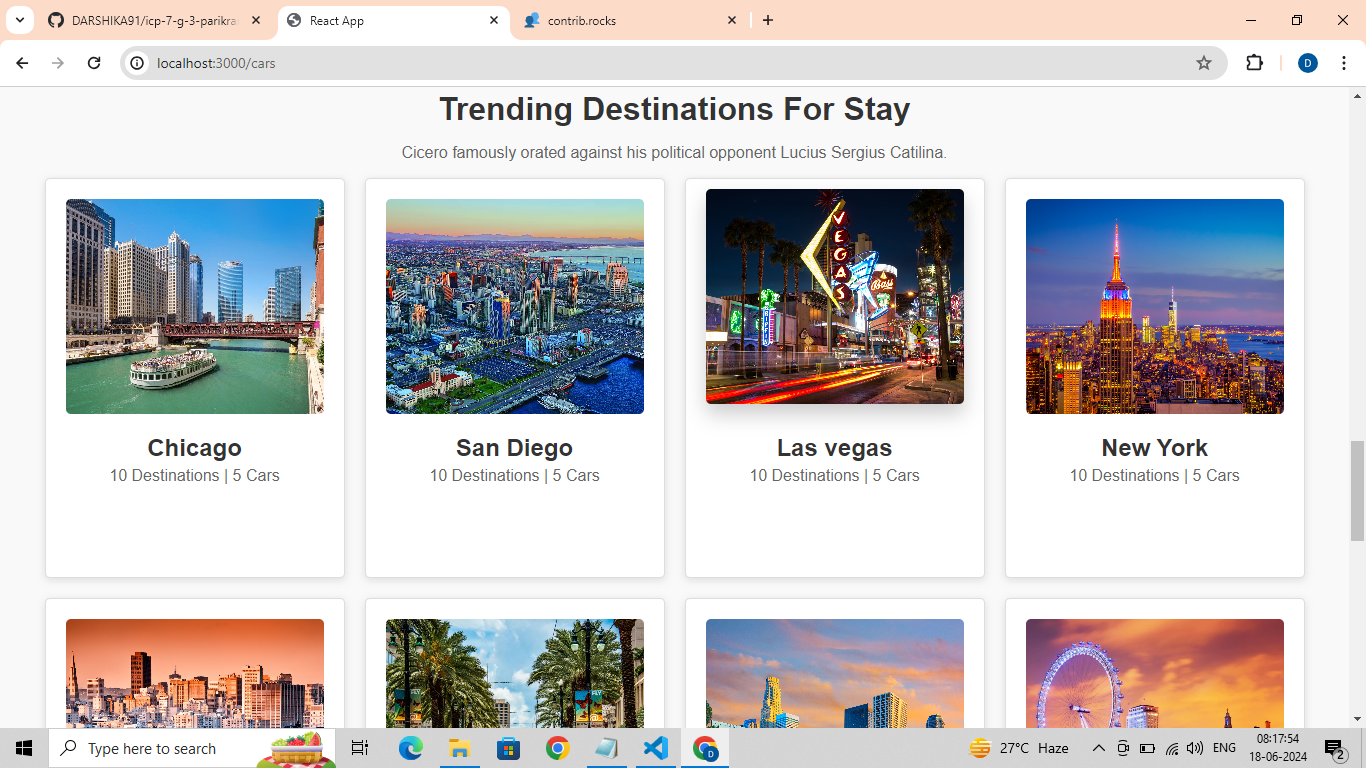 DARSHIKA91/icp-7-g-3-parikra
React App
contrib.rocks
localhost:3000/cars
D
Trending Destinations For Stay
Cicero famously orated against his political opponent Lucius Sergius Catilina.
VEGAS
Chicago
San Diego
Las vegas
New York
10 Destinations | 5 Cars
10 Destinations | 5 Cars
10 Destinations | 5 Cars
10 Destinations | 5 Cars
Type here to search
D
27°C Haze
ENG
08:17:54
18-06-2024
2